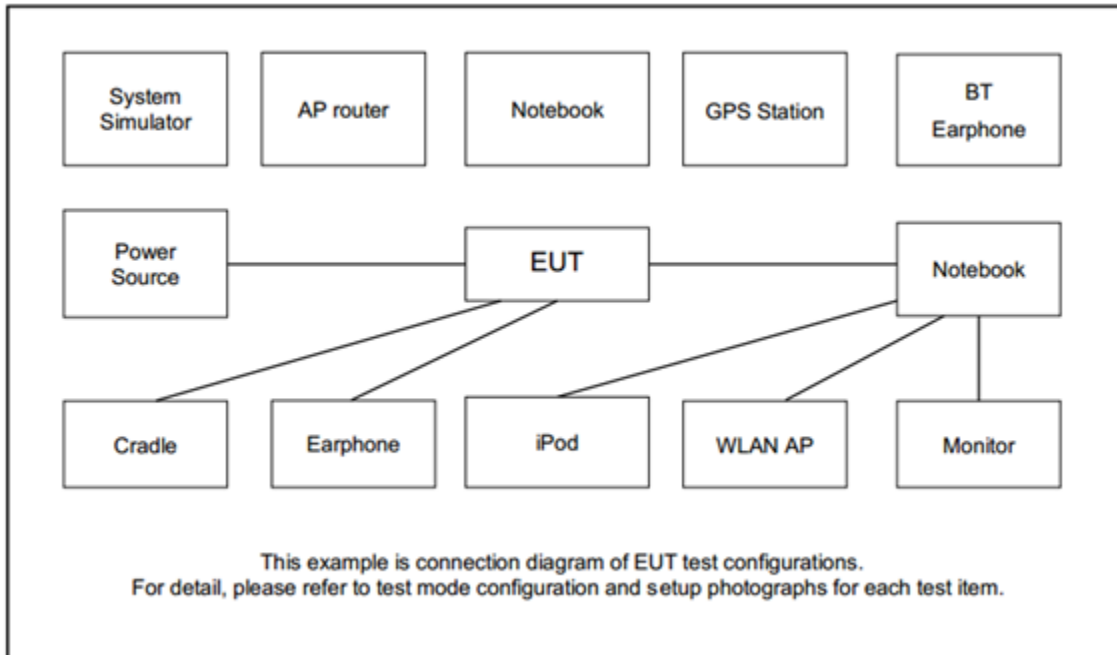 System
Simulator
AP router
Notebook
GPS Station
BT
Earphone
Power
Source
EUT
Notebook
Cradle
Earphone
iPod
WLAN AP
Monitor
This example is connection diagram of EUT test configurations.
For detail, please refer to test mode configuration and setup photographs for each test item.